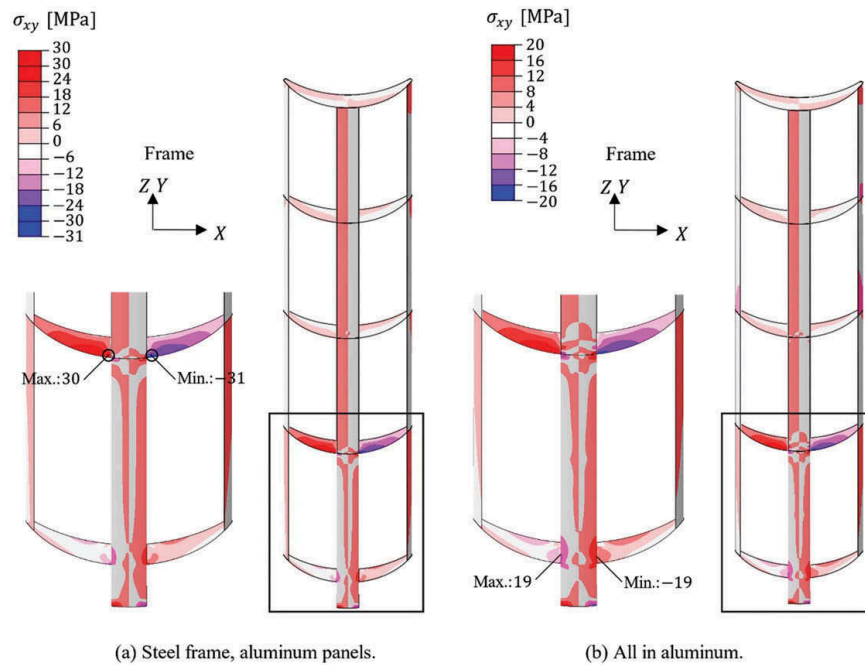 σxy [MPa]
30
30
24
18
12
6
0
−6
−12
−18
−24
−30
−31
Frame
Z Y
X
Max.:30
Min.:−31
(a) Steel frame, aluminum panels.
σxy [MPa]
20
16
12
8
4
0
−4
−8
−12
−16
−20
Frame
Z Y
X
Max.:19
Min.:−19
(b) All in aluminum.